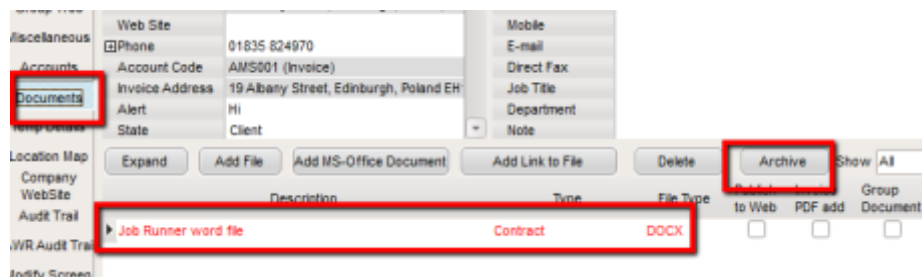 Miscellaneous
Accounts
Documents
Temp Details
Location Map
Company
WebSite
Audit Trail
AWR Audit Trail
Modify Screen
Web Site
Phone 01835 824970
Account Code AMS001 (Invoice)
Invoice Address 19 Albany Street, Edinburgh, Poland EH
Alert Hi
State Client
Mobile
E-mail
Direct Fax
Job Title
Department
Note
Expand Add File Add MS-Office Document Add Link to File Delete Archive Show All
Description Type File Type Publish to Web Invoice PDF add Group Document
Job Runner word file Contract DOCX